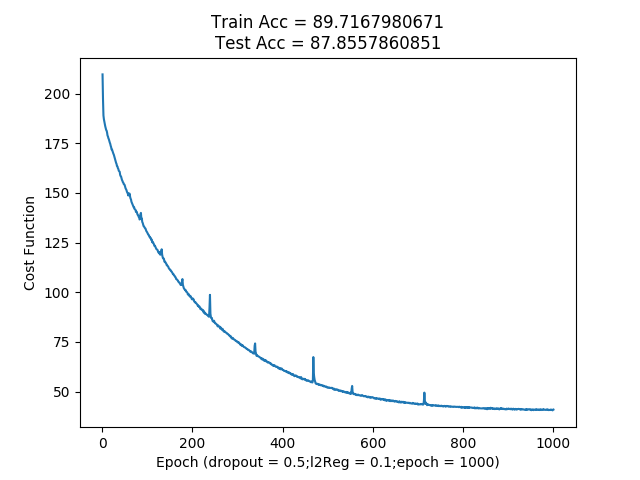 Train Acc = 89.7167980671
Test Acc = 87.8557860851
200
175
150
125
100
75
50
Cost Function
0 200 400 600 800 1000
Epoch (dropout = 0.5;l2Reg = 0.1;epoch = 1000)